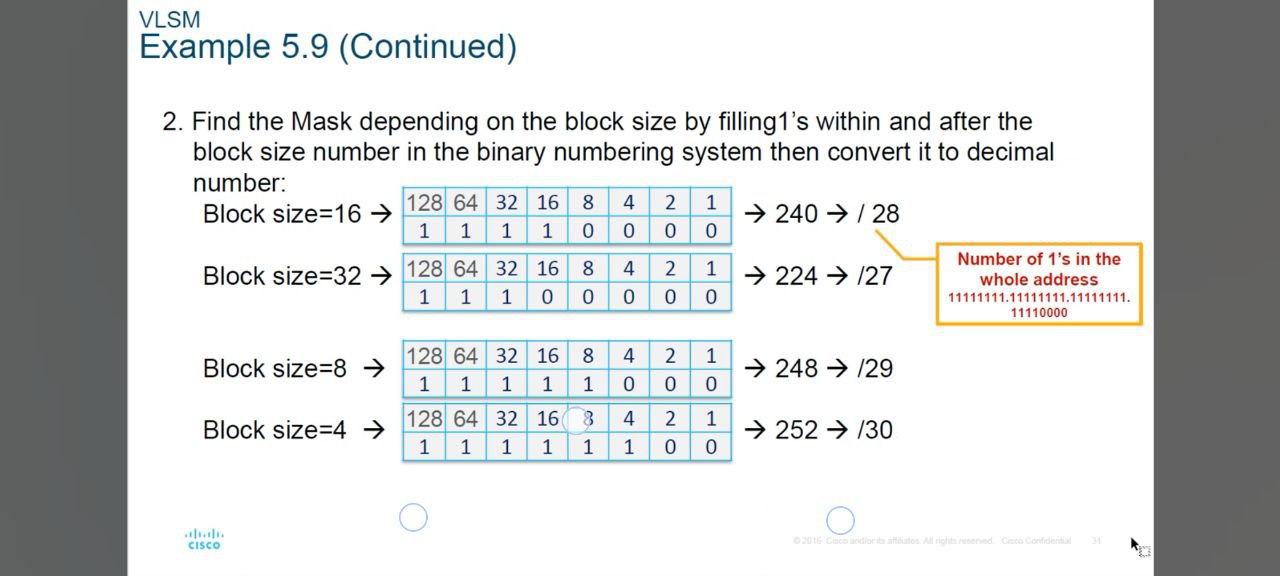 VLSM
Example 5.9 (Continued)
2. Find the Mask depending on the block size by filling1's within and after the
block size number in the binary numbering system then convert it to decimal
number:
Block size=16 → 128 64 32 16 8 4 2 1 → 240 → / 28
1 1 1 1 0 0 0 0
Number of 1's in the
whole address
11111111.11111111.11111111.
11110000
Block size=32 → 128 64 32 16 8 4 2 1 → 224 → /27
1 1 1 0 0 0 0 0
Block size=8 → 128 64 32 16 8 4 2 1 → 248 → /29
1 1 1 1 1 0 0 0
Block size=4 → 128 64 32 16 8 4 2 1 → 252 → /30
1 1 1 1 1 1 0 0
CISCO
© 2016 Cisco and/or its affiliates. All rights reserved. Cisco Confidential 31